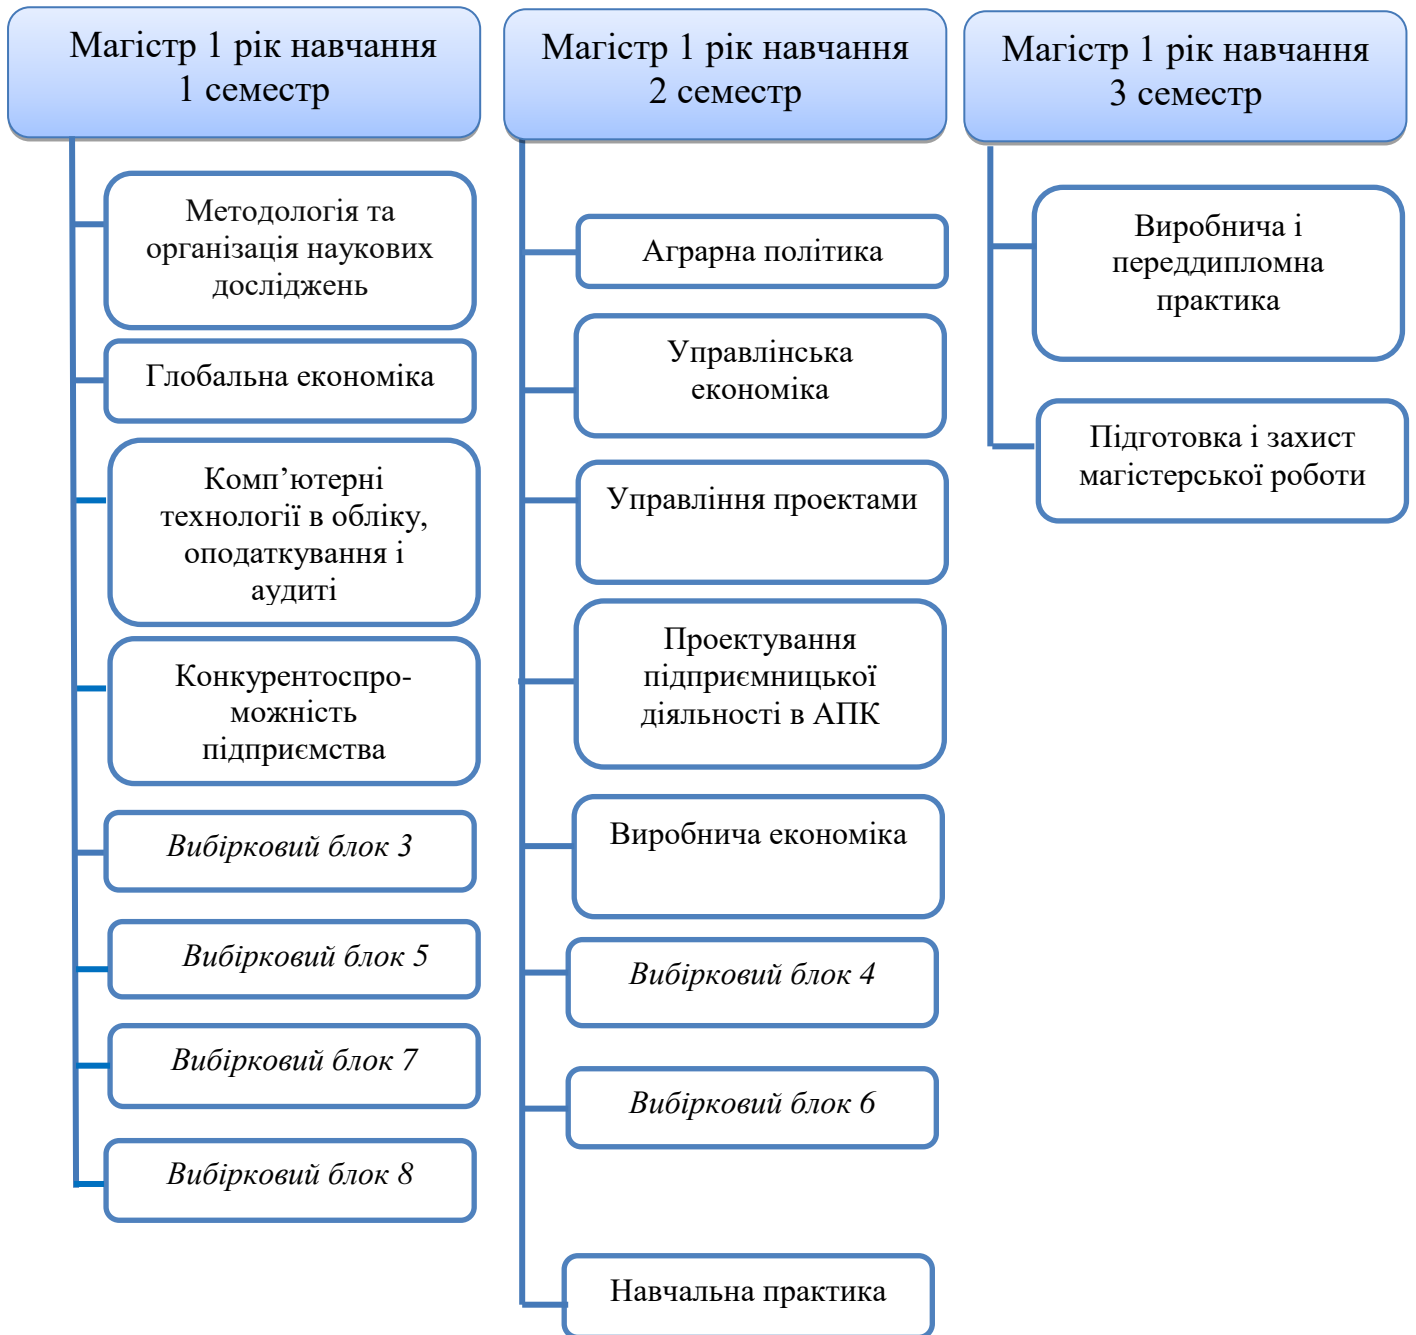 Магістр 1 рік навчання
1 семестр
Методологія та
організація наукових
досліджень
Глобальна економіка
Комп’ютерні
технології в обліку,
оподаткування і
аудиті
Конкурентоспро-
можність
підприємства
Вибірковий блок 3
Вибірковий блок 5
Вибірковий блок 7
Вибірковий блок 8
Магістр 1 рік навчання
2 семестр
Аграрна політика
Управлінська
економіка
Управління проектами
Проектування
підприємницької
діяльності в АПК
Виробнича економіка
Вибірковий блок 4
Вибірковий блок 6
Навчальна практика
Магістр 1 рік навчання
3 семестр
Виробнича і
переддипломна
практика
Підготовка і захист
магістерської роботи